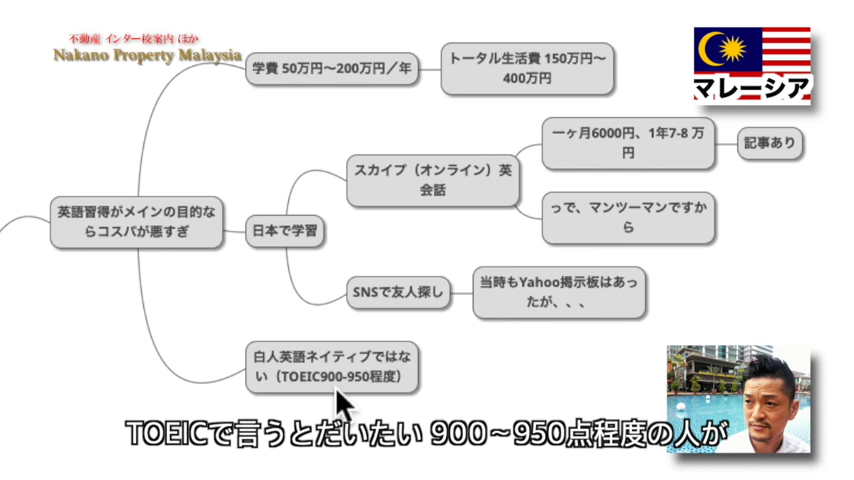 不動産 インター校案内 ほか
Nakano Property Malaysia
マレーシア
学費 50万円〜200万円／年
トータル生活費 150万円〜
400万円
英語習得がメインの目的な
らコスパが悪すぎ
日本で学習
スカイプ（オンライン）英
会話
一ヶ月6000円、1年7-8 万
円
記事あり
っで、マンツーマンですか
ら
SNSで友人探し
当時もYahoo掲示板はあっ
たが、、、
白人英語ネイティブではな
い（TOEIC900-950程度）
TOEICで言うとだいたい 900～950点程度の人が